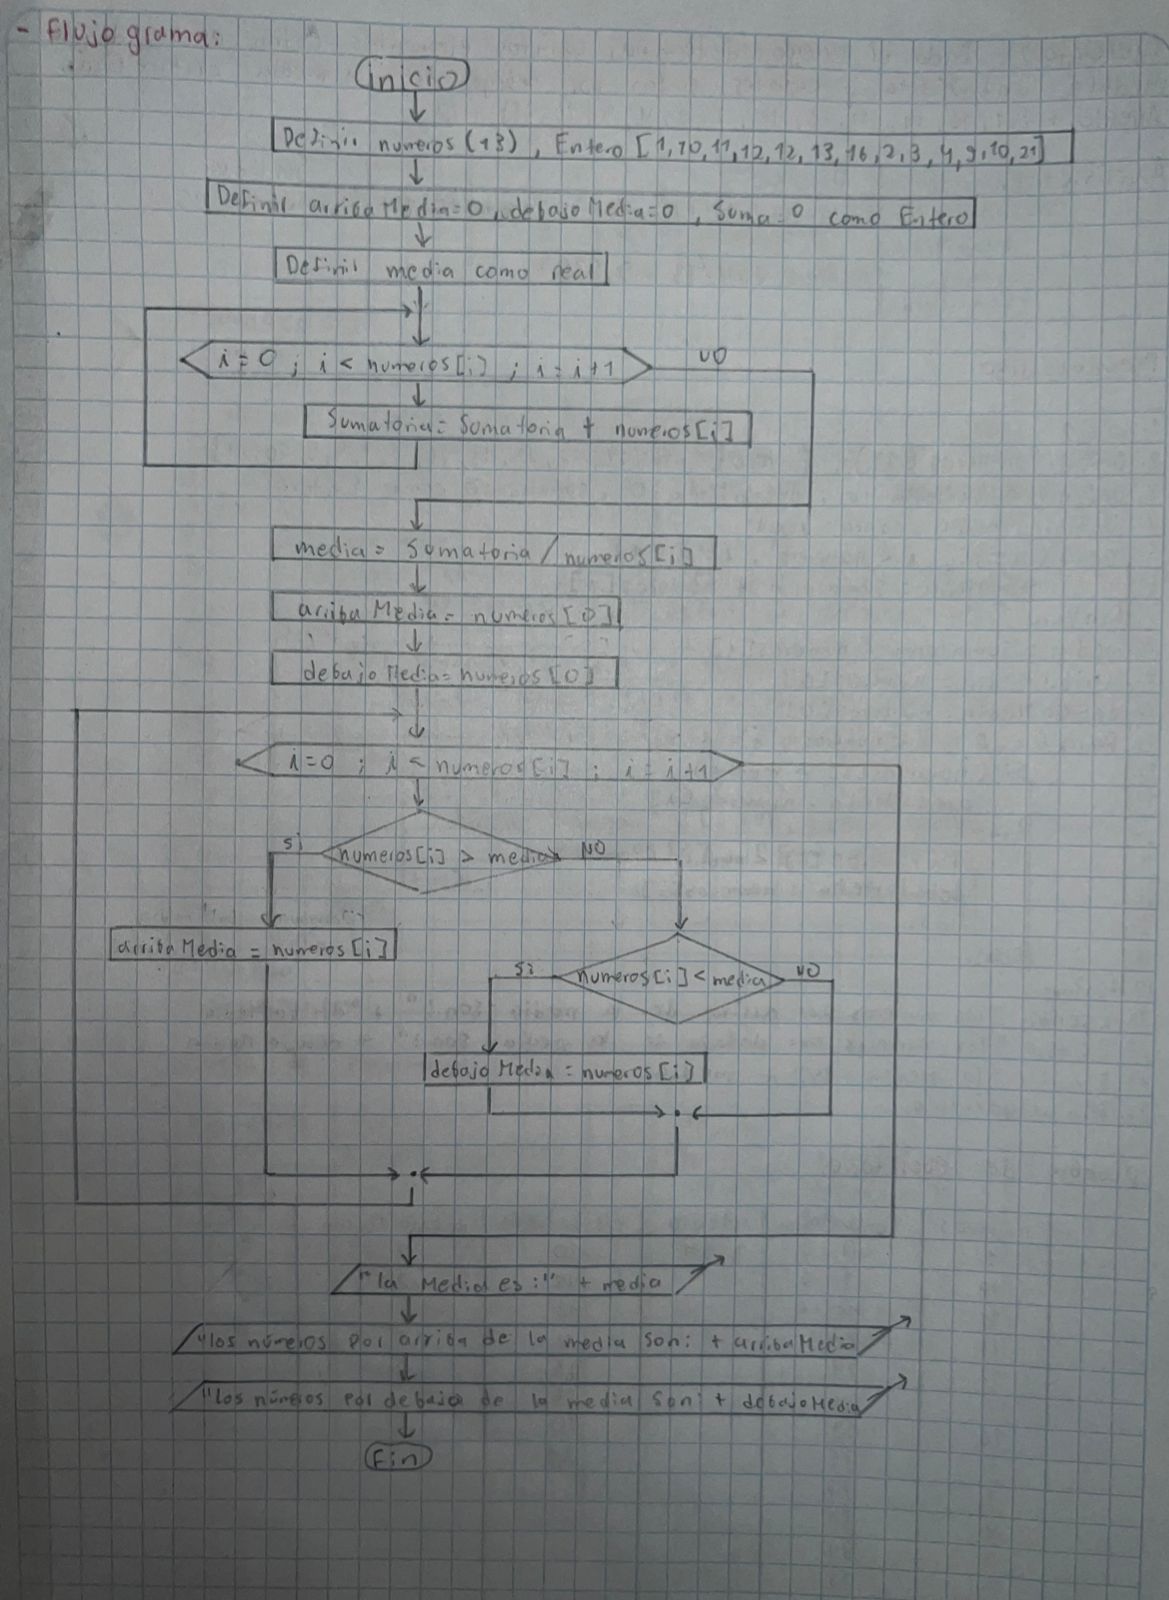 - Flujo grama:
inicio
Definir numeros (13), Entero [1,10,11,12,12,13,16,2,3,4,9,10,21]
Definir arriba Media=0, debajo Media=0, Suma=0 como Entero
Definir media como real
i=0 ; i < numeros[i] ; i=i+1
NO
Sumatoria= Sumatoria + numeros[i]
media= Sumatoria / numeros[i]
arriba Media= numeros[0]
debajo Media=numeros[0]
i=0 ; i < numeros[i] ; i=i+1
si
numeros[i] > media
NO
arriba Media = numeros[i]
si
numeros[i] < media
NO
debajo Media = numeros[i]
"la Media es:" + media
"los números por arriba de la media son: + arriba Media
"Los números por debajo de la media son: + debajo Media
Fin